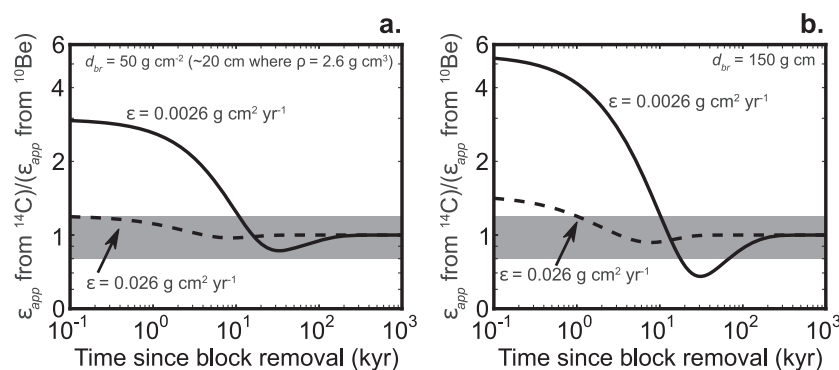 a.
6
4
2
1
0
ε_app from ¹⁴C)/(ε_app from ¹⁰Be)
d_br = 50 g cm⁻² (~20 cm where ρ = 2.6 g cm³)
ε = 0.0026 g cm² yr⁻¹
ε = 0.026 g cm² yr⁻¹
10⁻¹ 10⁰ 10¹ 10² 10³
Time since block removal (kyr)
b.
6
4
2
1
0
ε_app from ¹⁴C)/(ε_app from ¹⁰Be)
d_br = 150 g cm
ε = 0.0026 g cm² yr⁻¹
ε = 0.026 g cm² yr⁻¹
10⁻¹ 10⁰ 10¹ 10² 10³
Time since block removal (kyr)